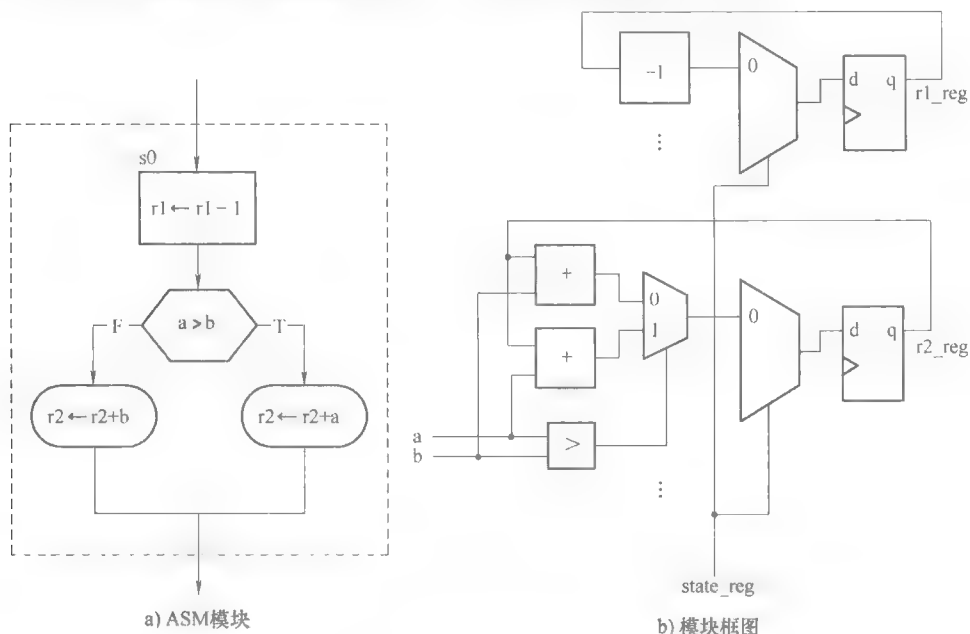 s0
r1 ← r1 − 1
a > b
F
T
r2 ← r2+b
r2 ← r2+a
a) ASM模块
−1
0
d
q
r1_reg
+
0
1
+
0
d
q
r2_reg
a
b
>
state_reg
b) 模块框图